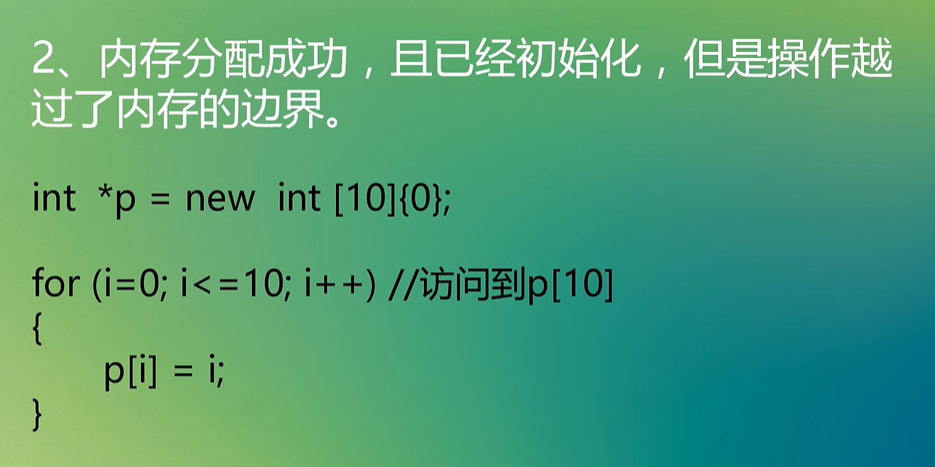 2、内存分配成功，且已经初始化，但是操作越
过了内存的边界。
int  *p = new  int [10]{0};
for (i=0; i<=10; i++) //访问到p[10]
{
p[i] = i;
}